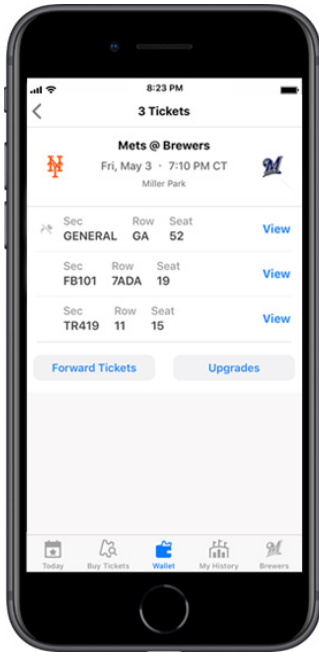 8:23 PM
3 Tickets
Mets @ Brewers
Fri, May 3 · 7:10 PM CT
Miller Park
Sec Row Seat
GENERAL GA 52 View
Sec Row Seat
FB101 7ADA 19 View
Sec Row Seat
TR419 11 15 View
Forward Tickets Upgrades
Today Buy Tickets Wallet My History Brewers